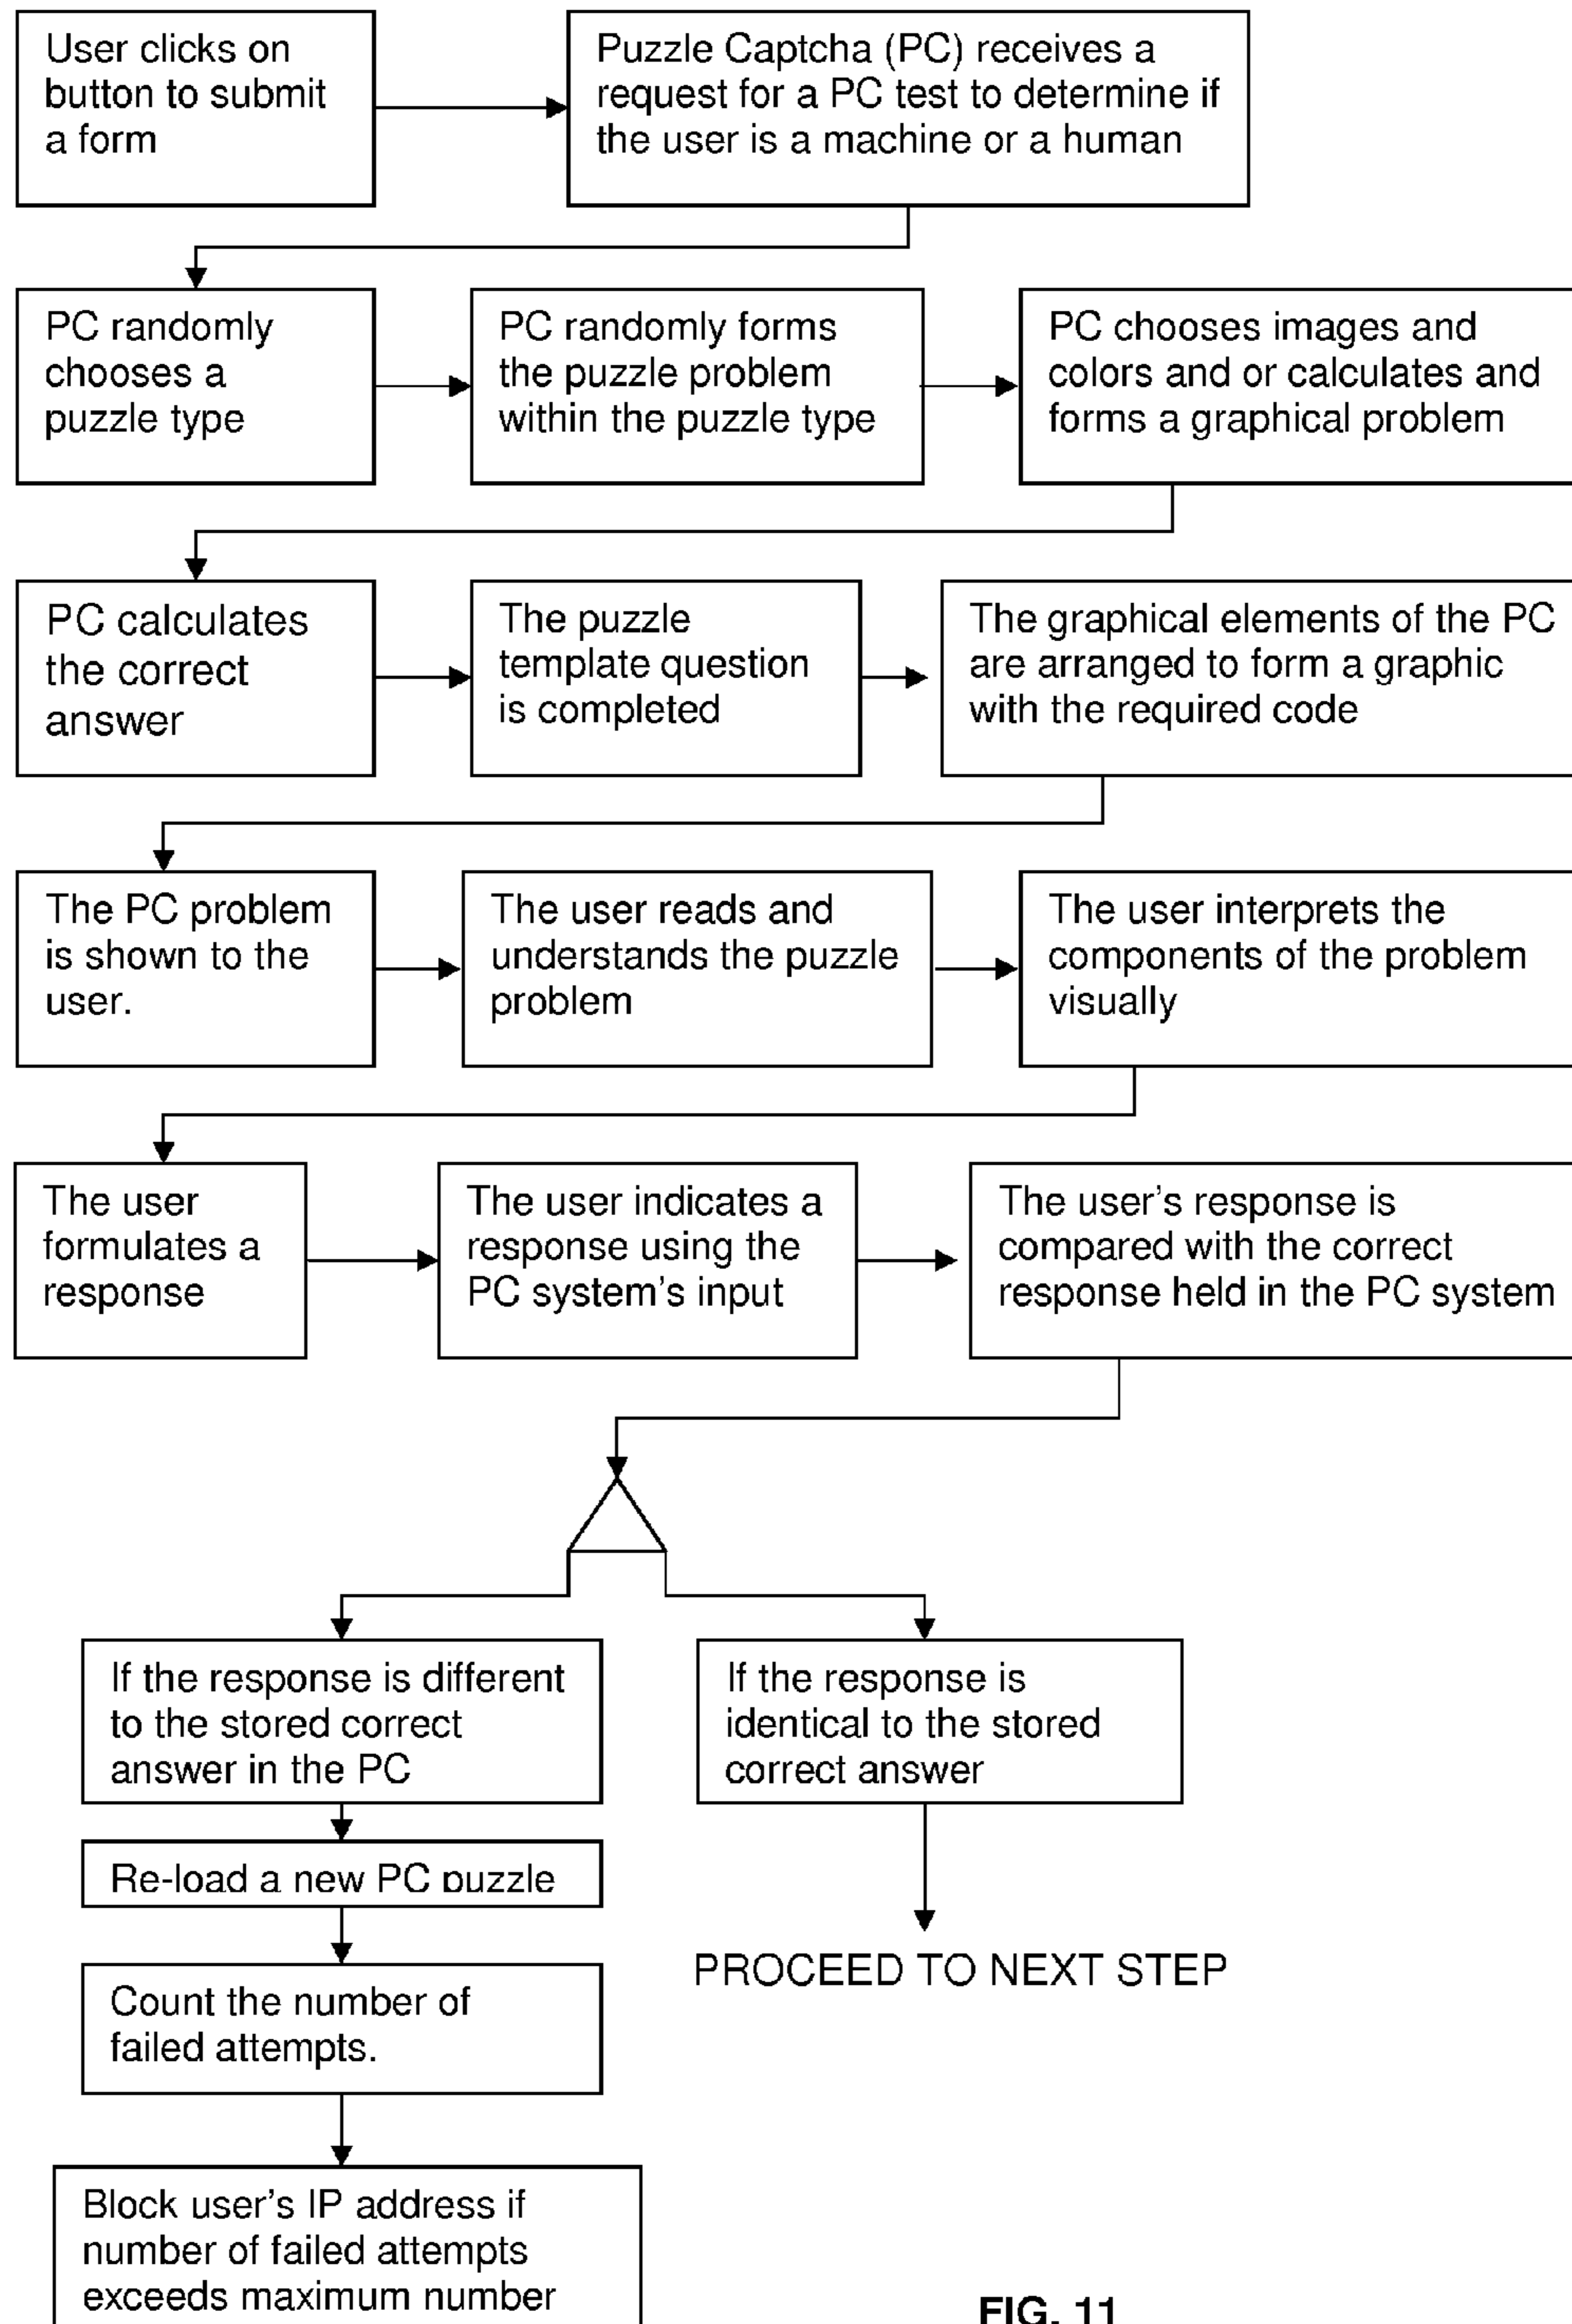 User clicks on
button to submit
a form
Puzzle Captcha (PC) receives a
request for a PC test to determine if
the user is a machine or a human
PC randomly
chooses a
puzzle type
PC randomly forms
the puzzle problem
within the puzzle type
PC chooses images and
colors and or calculates and
forms a graphical problem
PC calculates
the correct
answer
The puzzle
template question
is completed
The graphical elements of the PC
are arranged to form a graphic
with the required code
The PC problem
is shown to the
user.
The user reads and
understands the puzzle
problem
The user interprets the
components of the problem
visually
The user
formulates a
response
The user indicates a
response using the
PC system's input
The user's response is
compared with the correct
response held in the PC system
If the response is different
to the stored correct
answer in the PC
If the response is
identical to the stored
correct answer
Re-load a new PC puzzle
PROCEED TO NEXT STEP
Count the number of
failed attempts.
Block user's IP address if
number of failed attempts
exceeds maximum number
FIG. 11